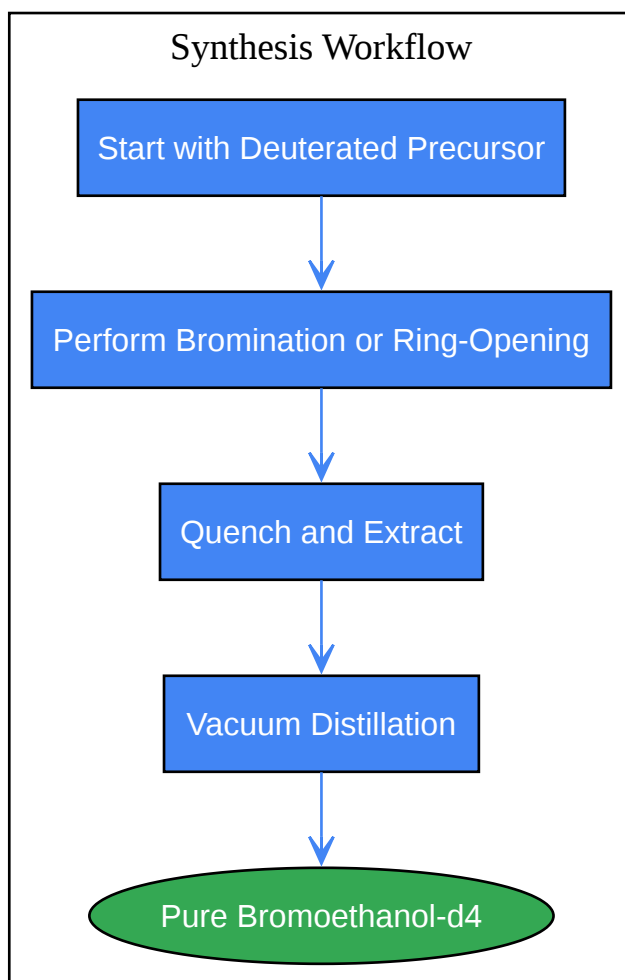 Synthesis Workflow
Start with Deuterated Precursor
Perform Bromination or Ring-Opening
Quench and Extract
Vacuum Distillation
Pure Bromoethanol-d4